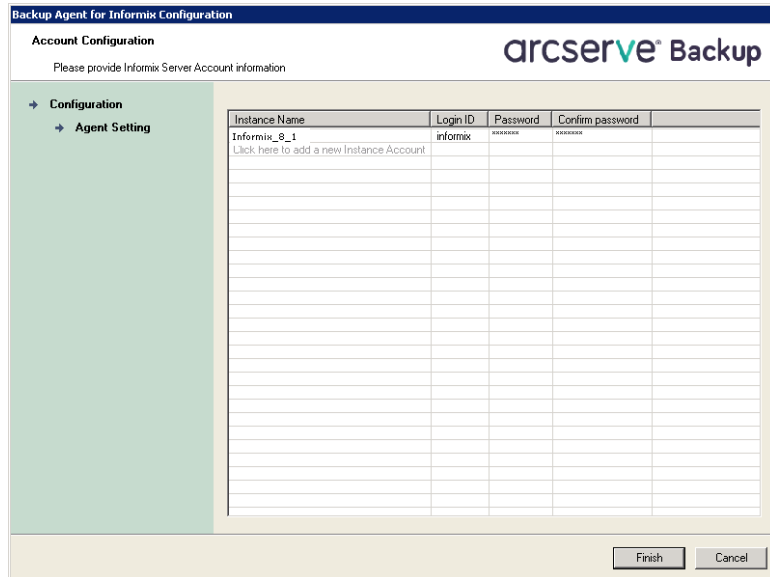 Backup Agent for Informix Configuration
Account Configuration
Please provide Informix Server Account information
arcserve® Backup
Configuration
Agent Setting
Instance Name Login ID Password Confirm password
Informix_8_1 informix ******* *******
Click here to add a new Instance Account
Finish Cancel